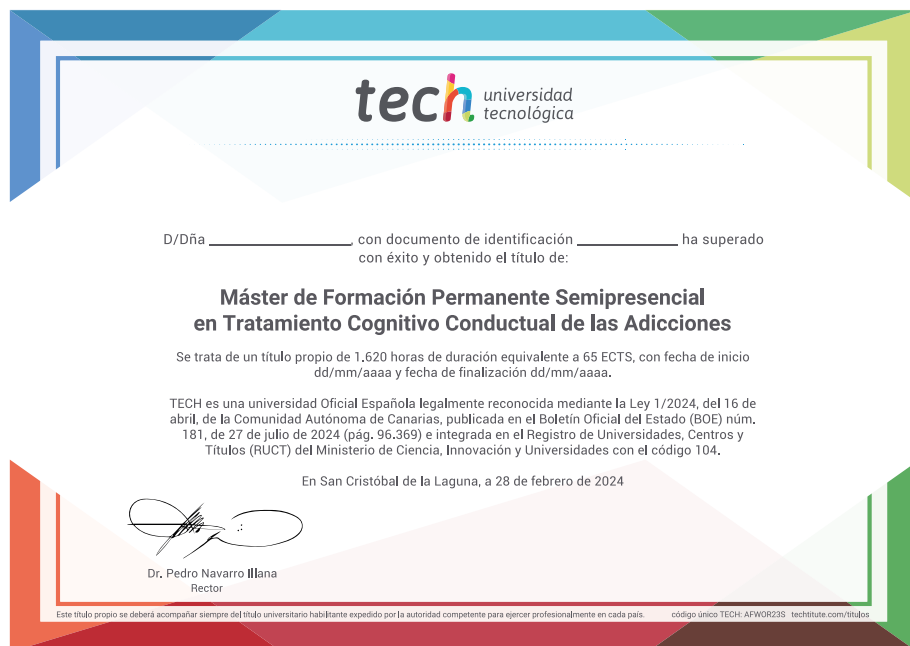 tech universidad
tecnológica
D/Dña ________________, con documento de identificación ____________ ha superado
con éxito y obtenido el título de:
Máster de Formación Permanente Semipresencial
en Tratamiento Cognitivo Conductual de las Adicciones
Se trata de un título propio de 1.620 horas de duración equivalente a 65 ECTS, con fecha de inicio
dd/mm/aaaa y fecha de finalización dd/mm/aaaa.
TECH es una universidad Oficial Española legalmente reconocida mediante la Ley 1/2024, del 16 de
abril, de la Comunidad Autónoma de Canarias, publicada en el Boletín Oficial del Estado (BOE) núm.
181, de 27 de julio de 2024 (pág. 96.369) e integrada en el Registro de Universidades, Centros y
Títulos (RUCT) del Ministerio de Ciencia, Innovación y Universidades con el código 104.
En San Cristóbal de la Laguna, a 28 de febrero de 2024
Dr. Pedro Navarro Illana
Rector
Este título propio se deberá acompañar siempre del título universitario habilitante expedido por la autoridad competente para ejercer profesionalmente en cada país. código único TECH: AFWOR23S techtitute.com/titulos